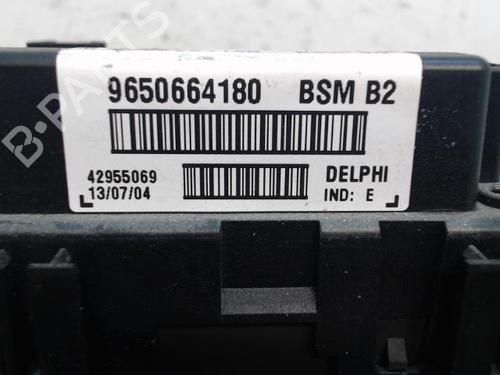 9650664180 BSM B2
42955069 DELPHI
13/07/04 IND: E
B-PARTS